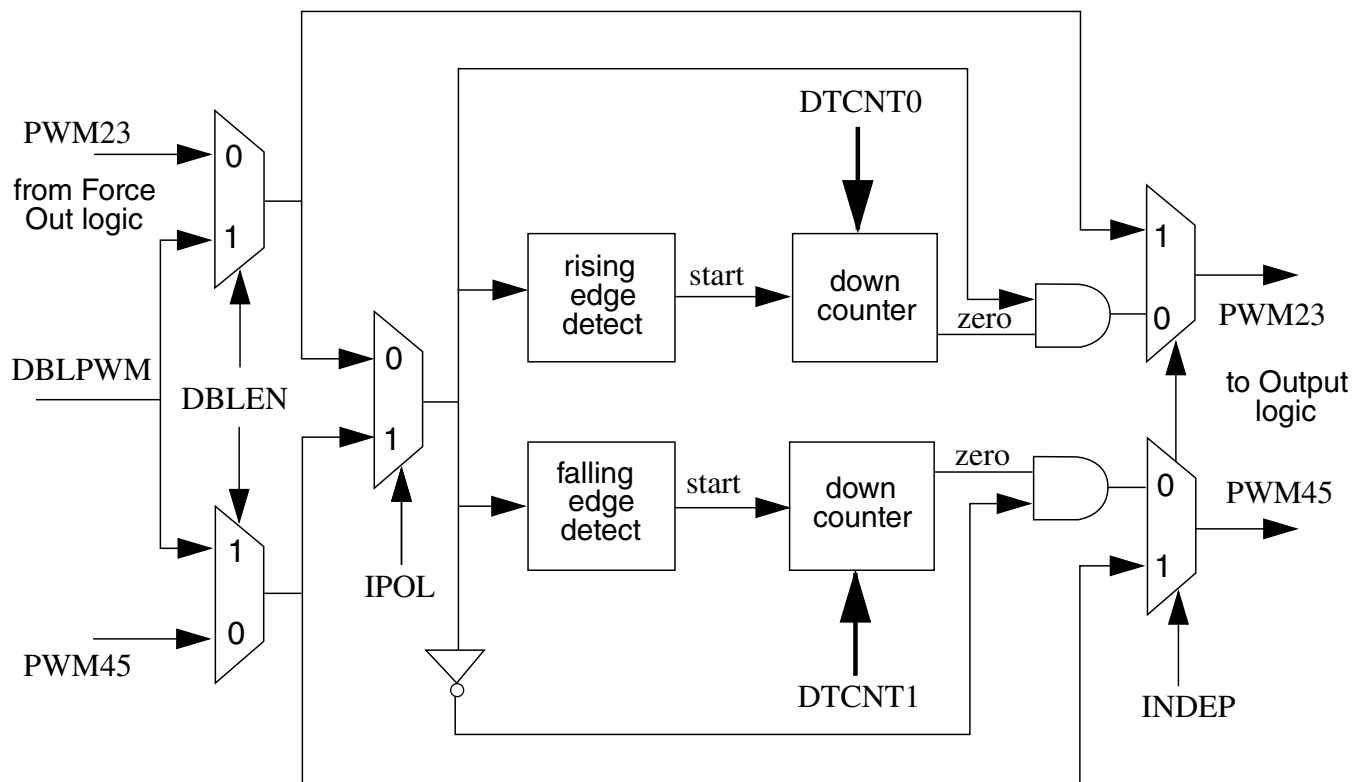 DTCNT0
PWM23
0
from Force
Out logic
1
1
rising
edge
detect
start
down
counter
zero
0
PWM23
0
DBLPWM
DBLEN
1
to Output
logic
falling
edge
detect
start
down
counter
zero
0
PWM45
1
1
IPOL
0
PWM45
DTCNT1
INDEP